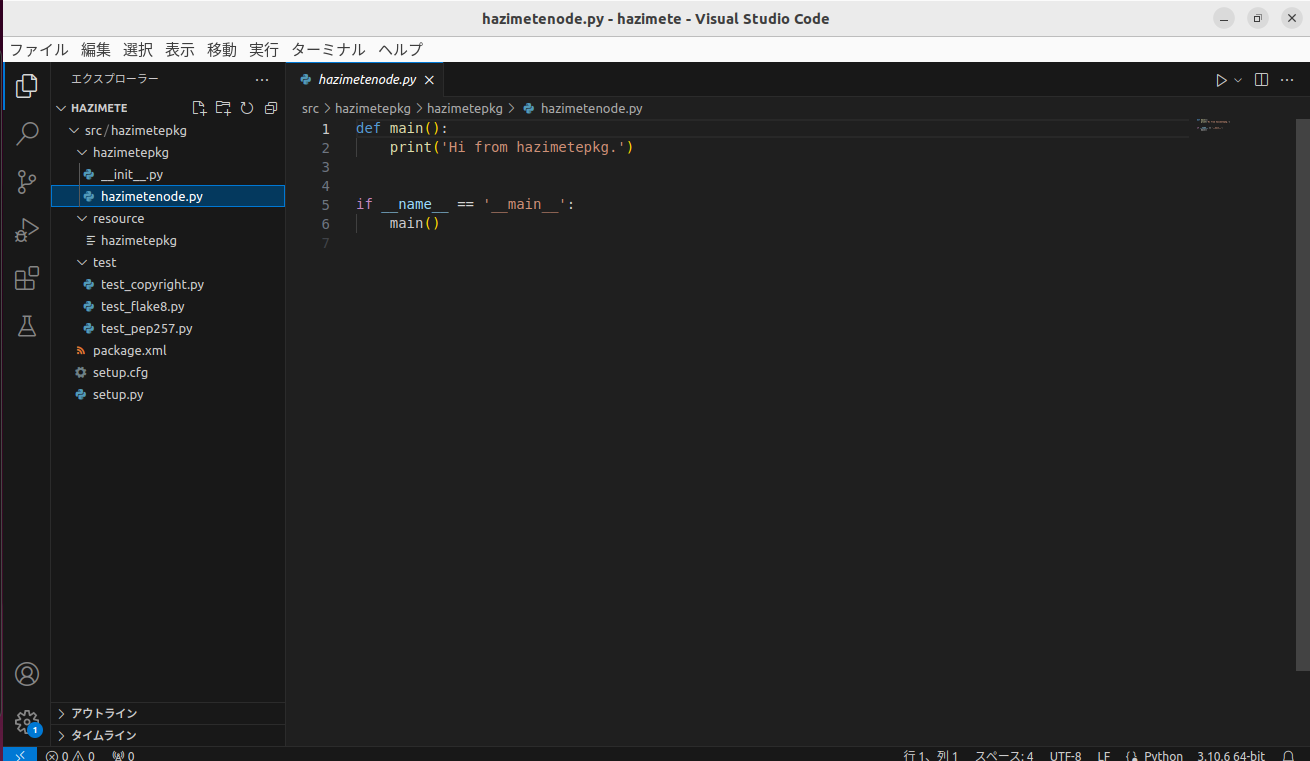 hazimetenode.py - hazimete - Visual Studio Code
ファイル 編集 選択 表示 移動 実行 ターミナル ヘルプ
エクスプローラー
HAZIMETE
src/hazimetepkg
hazimetepkg
__init__.py
hazimetenode.py
resource
hazimetepkg
test
test_copyright.py
test_flake8.py
test_pep257.py
package.xml
setup.cfg
setup.py
アウトライン
タイムライン
1
hazimetenode.py
src > hazimetepkg > hazimetepkg > hazimetenode.py
1 def main():
2     print('Hi from hazimetepkg.')
3
4
5 if __name__ == '__main__':
6     main()
7
0 0 0 行 1、列 1 スペース: 4 UTF-8 LF Python 3.10.6 64-bit